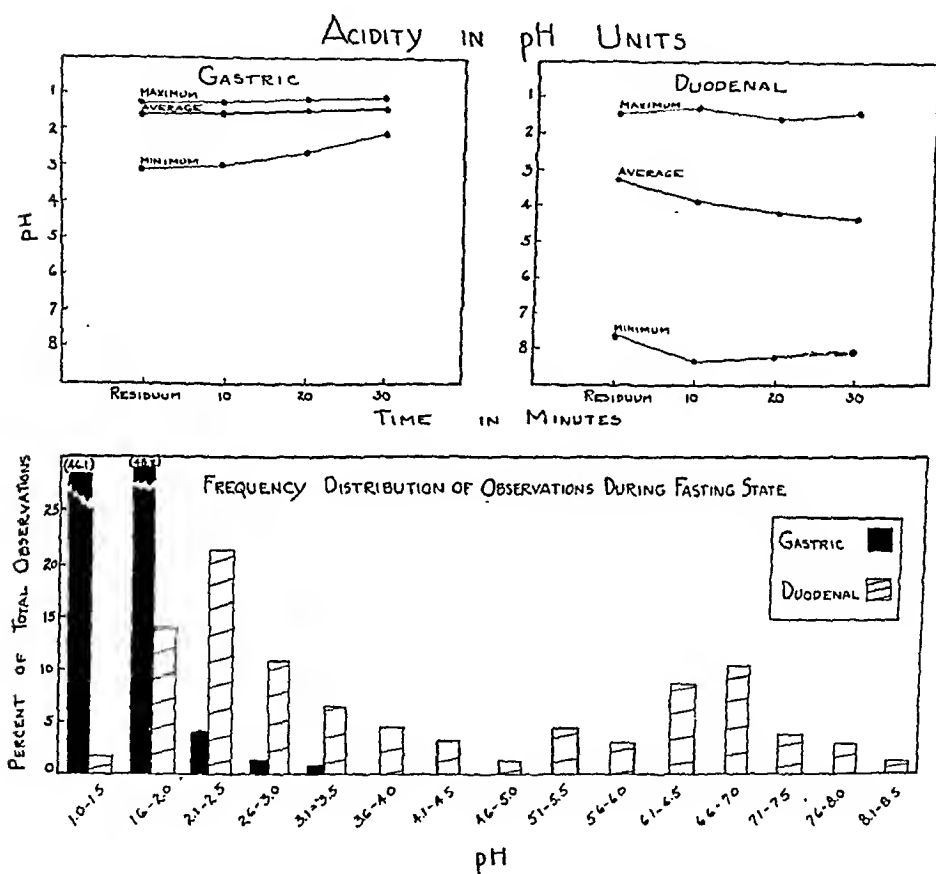 ACIDITY IN pH UNITS
GASTRIC
MAXIMUM
AVERAGE
MINIMUM
pH
1
2
3
4
5
6
7
8
RESIDUUM 10 20 30
DUODENAL
MAXIMUM
AVERAGE
MINIMUM
1
2
3
4
5
6
7
8
RESIDUUM 10 20 30
TIME IN MINUTES
FREQUENCY DISTRIBUTION OF OBSERVATIONS DURING FASTING STATE
(46.1)
GASTRIC
DUODENAL
PERCENT OF TOTAL OBSERVATIONS
25
20
15
10
5
0
1.0-1.5 1.6-2.0 2.1-2.5 2.6-3.0 3.1-3.5 3.6-4.0 4.1-4.5 4.6-5.0 5.1-5.5 5.6-6.0 6.1-6.5 6.6-7.0 7.1-7.5 7.6-8.0 8.1-8.5
pH